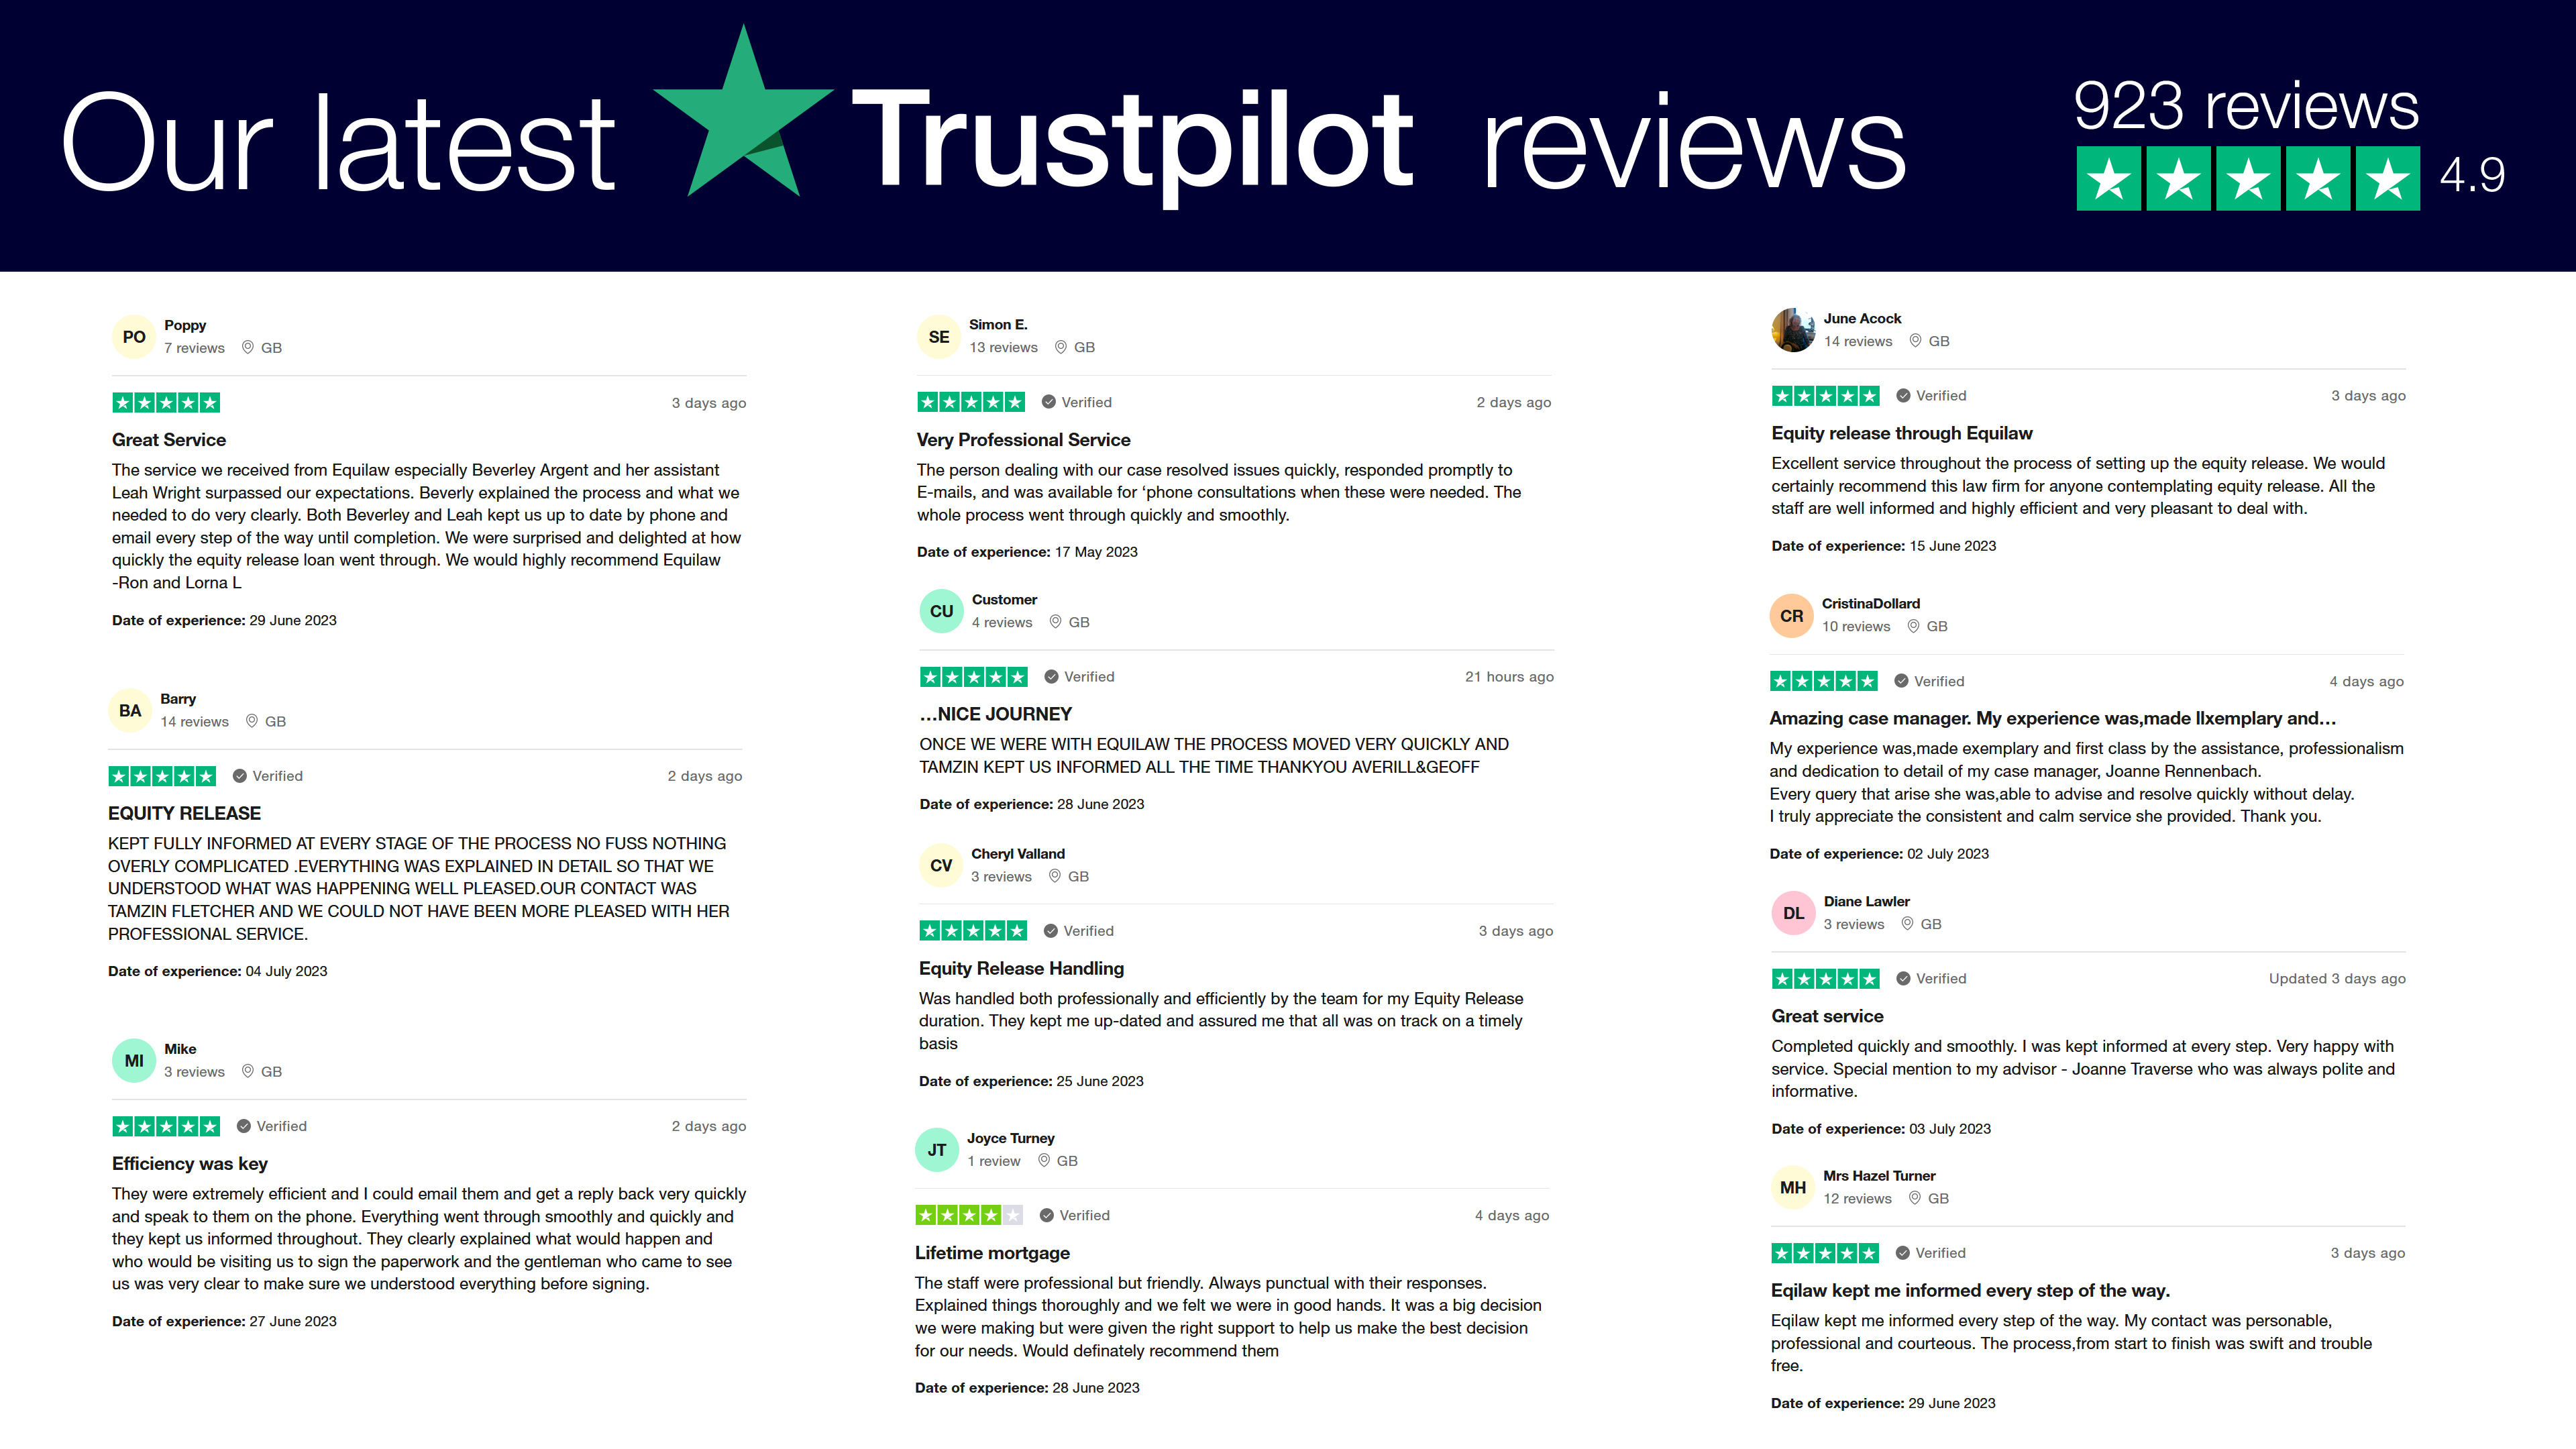 Our latest Trustpilot reviews
923 reviews
4.9
PO
Poppy
7 reviews GB
3 days ago
Great Service
The service we received from Equilaw especially Beverley Argent and her assistant
Leah Wright surpassed our expectations. Beverly explained the process and what we
needed to do very clearly. Both Beverley and Leah kept us up to date by phone and
email every step of the way until completion. We were surprised and delighted at how
quickly the equity release loan went through. We would highly recommend Equilaw
-Ron and Lorna L
Date of experience: 29 June 2023
BA
Barry
14 reviews GB
Verified 2 days ago
EQUITY RELEASE
KEPT FULLY INFORMED AT EVERY STAGE OF THE PROCESS NO FUSS NOTHING
OVERLY COMPLICATED .EVERYTHING WAS EXPLAINED IN DETAIL SO THAT WE
UNDERSTOOD WHAT WAS HAPPENING WELL PLEASED.OUR CONTACT WAS
TAMZIN FLETCHER AND WE COULD NOT HAVE BEEN MORE PLEASED WITH HER
PROFESSIONAL SERVICE.
Date of experience: 04 July 2023
MI
Mike
3 reviews GB
Verified 2 days ago
Efficiency was key
They were extremely efficient and I could email them and get a reply back very quickly
and speak to them on the phone. Everything went through smoothly and quickly and
they kept us informed throughout. They clearly explained what would happen and
who would be visiting us to sign the paperwork and the gentleman who came to see
us was very clear to make sure we understood everything before signing.
Date of experience: 27 June 2023
SE
Simon E.
13 reviews GB
Verified 2 days ago
Very Professional Service
The person dealing with our case resolved issues quickly, responded promptly to
E-mails, and was available for ‘phone consultations when these were needed. The
whole process went through quickly and smoothly.
Date of experience: 17 May 2023
CU
Customer
4 reviews GB
Verified 21 hours ago
…NICE JOURNEY
ONCE WE WERE WITH EQUILAW THE PROCESS MOVED VERY QUICKLY AND
TAMZIN KEPT US INFORMED ALL THE TIME THANKYOU AVERILL&GEOFF
Date of experience: 28 June 2023
CV
Cheryl Valland
3 reviews GB
Verified 3 days ago
Equity Release Handling
Was handled both professionally and efficiently by the team for my Equity Release
duration. They kept me up-dated and assured me that all was on track on a timely
basis
Date of experience: 25 June 2023
JT
Joyce Turney
1 review GB
Verified 4 days ago
Lifetime mortgage
The staff were professional but friendly. Always punctual with their responses.
Explained things thoroughly and we felt we were in good hands. It was a big decision
we were making but were given the right support to help us make the best decision
for our needs. Would definately recommend them
Date of experience: 28 June 2023
June Acock
14 reviews GB
Verified 3 days ago
Equity release through Equilaw
Excellent service throughout the process of setting up the equity release. We would
certainly recommend this law firm for anyone contemplating equity release. All the
staff are well informed and highly efficient and very pleasant to deal with.
Date of experience: 15 June 2023
CR
CristinaDollard
10 reviews GB
Verified 4 days ago
Amazing case manager. My experience was,made llxemplary and…
My experience was,made exemplary and first class by the assistance, professionalism
and dedication to detail of my case manager, Joanne Rennenbach.
Every query that arise she was,able to advise and resolve quickly without delay.
I truly appreciate the consistent and calm service she provided. Thank you.
Date of experience: 02 July 2023
DL
Diane Lawler
3 reviews GB
Verified Updated 3 days ago
Great service
Completed quickly and smoothly. I was kept informed at every step. Very happy with
service. Special mention to my advisor - Joanne Traverse who was always polite and
informative.
Date of experience: 03 July 2023
MH
Mrs Hazel Turner
12 reviews GB
Verified 3 days ago
Eqilaw kept me informed every step of the way.
Eqilaw kept me informed every step of the way. My contact was personable,
professional and courteous. The process,from start to finish was swift and trouble
free.
Date of experience: 29 June 2023